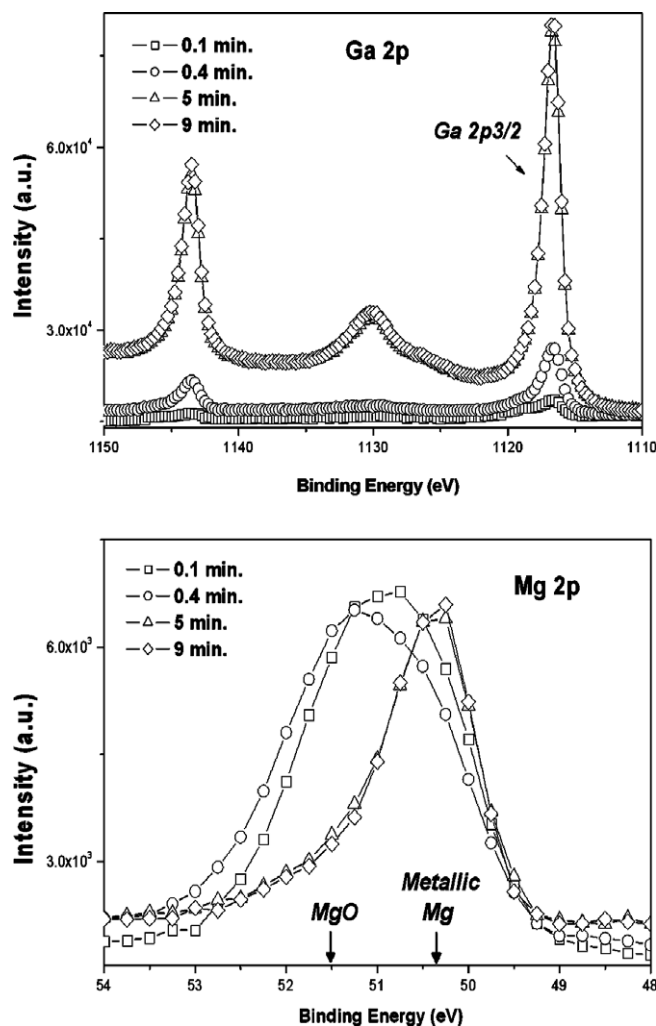 Ga 2p
0.1 min.
0.4 min.
5 min.
9 min.
Ga 2p3/2
6.0x10⁴
3.0x10⁴
Intensity (a.u.)
1150 1140 1130 1120 1110
Binding Energy (eV)
Mg 2p
0.1 min.
0.4 min.
5 min.
9 min.
6.0x10³
3.0x10³
Intensity (a.u.)
Metallic
MgO Mg
54 53 52 51 50 49 48
Binding Energy (eV)